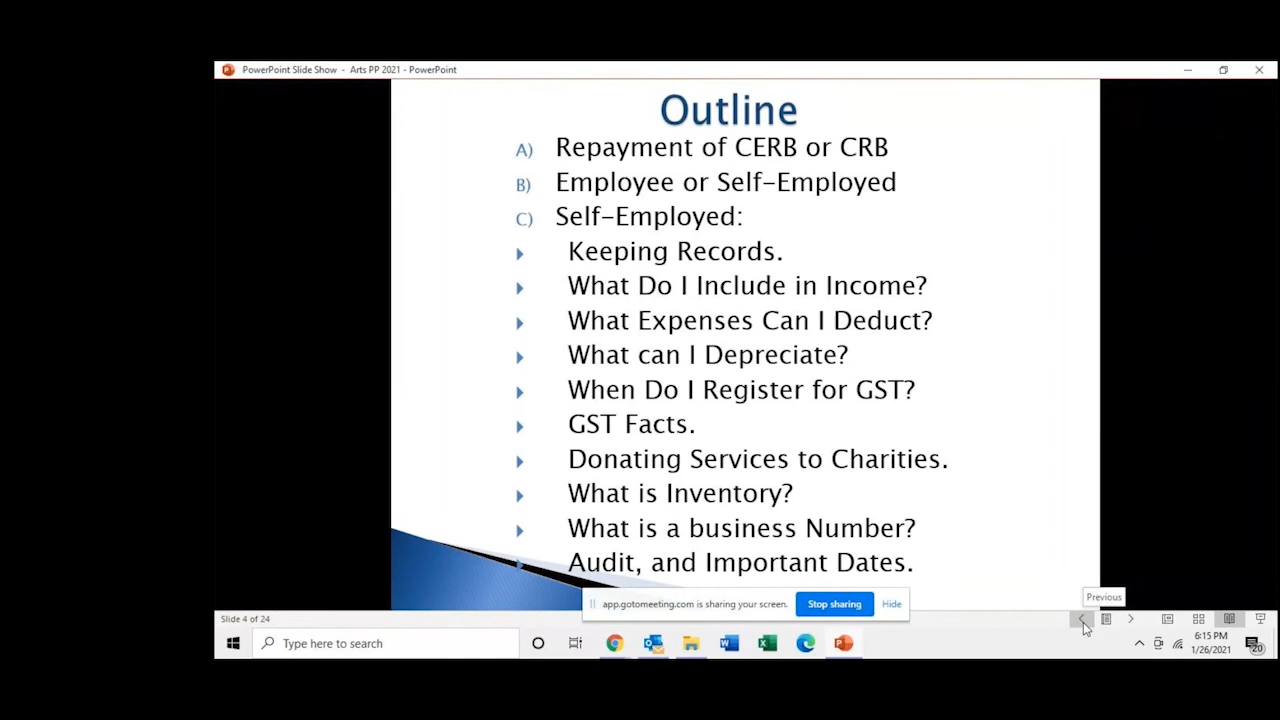 PowerPoint Slide Show - Arts PP 2021 - PowerPoint
Outline
A) Repayment of CERB or CRB
B) Employee or Self-Employed
C) Self-Employed:
Keeping Records.
What Do I Include in Income?
What Expenses Can I Deduct?
What can I Depreciate?
When Do I Register for GST?
GST Facts.
Donating Services to Charities.
What is Inventory?
What is a business Number?
Audit, and Important Dates.
Previous
app.gotomeeting.com is sharing your screen. Stop sharing Hide
Slide 4 of 24
Type here to search
6:15 PM
1/26/2021
20